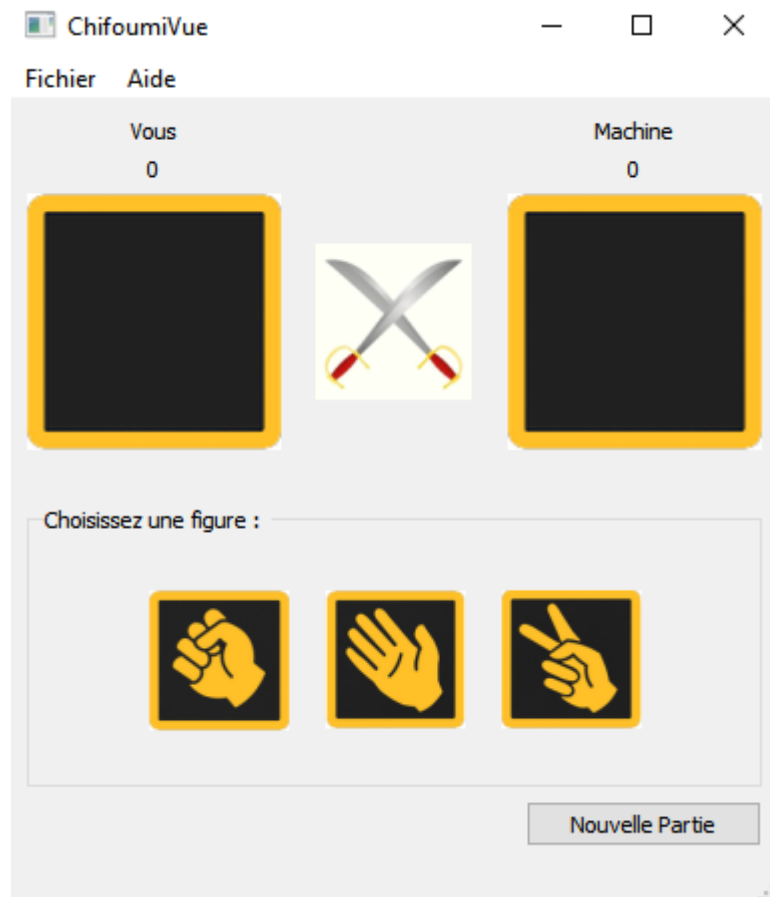 ChifoumiVue
Fichier Aide
Vous
Machine
0
0
Choisissez une figure :
Nouvelle Partie